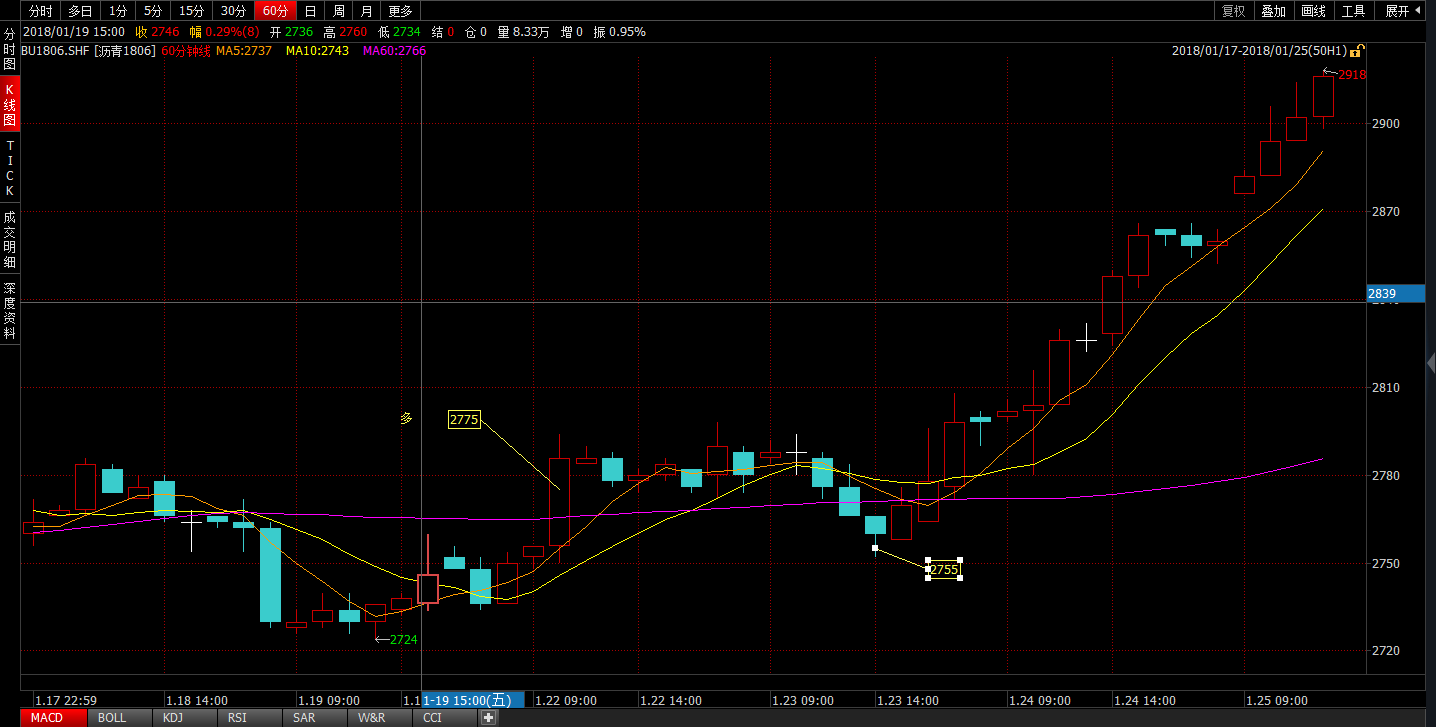 分时 多日 1分 5分 15分 30分 60分 日 周 月 更多 复权 叠加 画线 工具 展开
2018/01/19 15:00 收 2746 幅 0.29%(8) 开 2736 高 2760 低 2734 结 0 仓 0 量 8.33万 增 0 振 0.95%
BU1806.SHF [沥青1806] 60分钟线 MA5:2737 MA10:2743 MA60:2766 2018/01/17-2018/01/25(50H1)
分时图
K线图
TICK
成交明细
深度资料
2918
2900
2870
2839
2810
多 2775
2780
2750
2755
2724
2720
1.17 22:59 1.18 14:00 1.19 09:00 1.1 1-19 15:00(五) 1.22 09:00 1.22 14:00 1.23 09:00 1.23 14:00 1.24 09:00 1.24 14:00 1.25 09:00
MACD BOLL KDJ RSI SAR W&R CCI